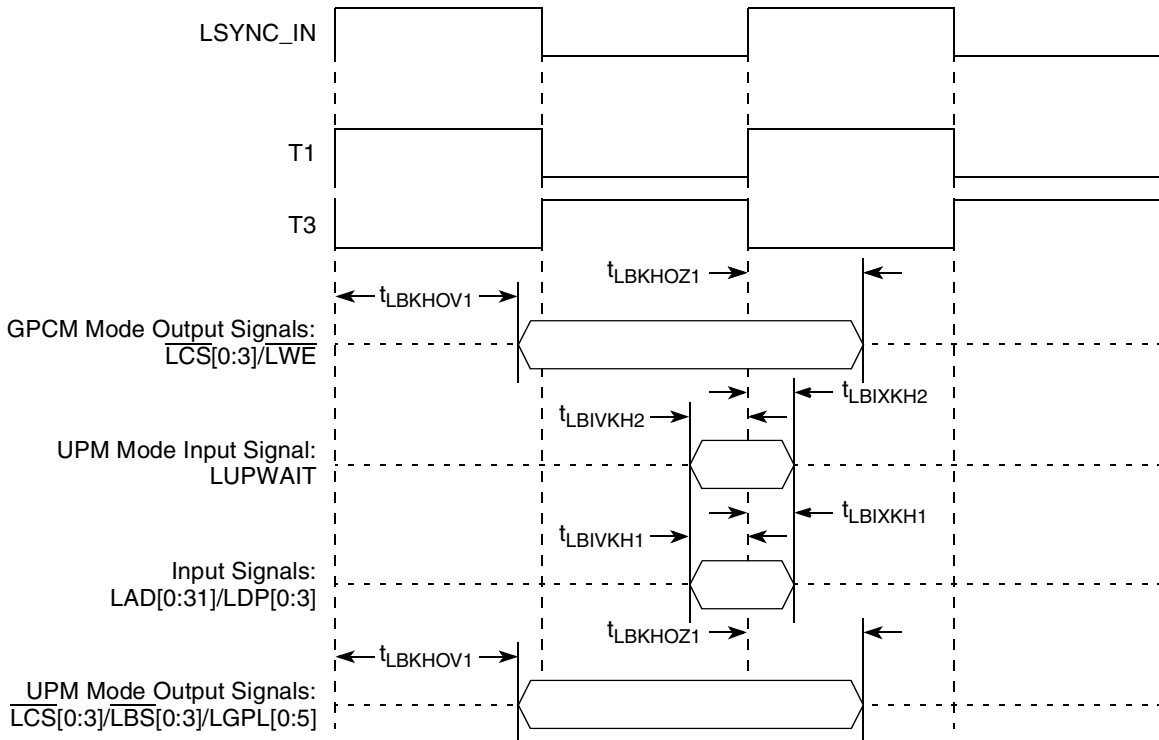 LSYNC_IN
T1
T3
tLBKHOZ1
tLBKHOV1
GPCM Mode Output Signals:
LCS[0:3]/LWE
tLBIXKH2
tLBIVKH2
UPM Mode Input Signal:
LUPWAIT
tLBIXKH1
tLBIVKH1
Input Signals:
LAD[0:31]/LDP[0:3]
tLBKHOZ1
tLBKHOV1
UPM Mode Output Signals:
LCS[0:3]/LBS[0:3]/LGPL[0:5]